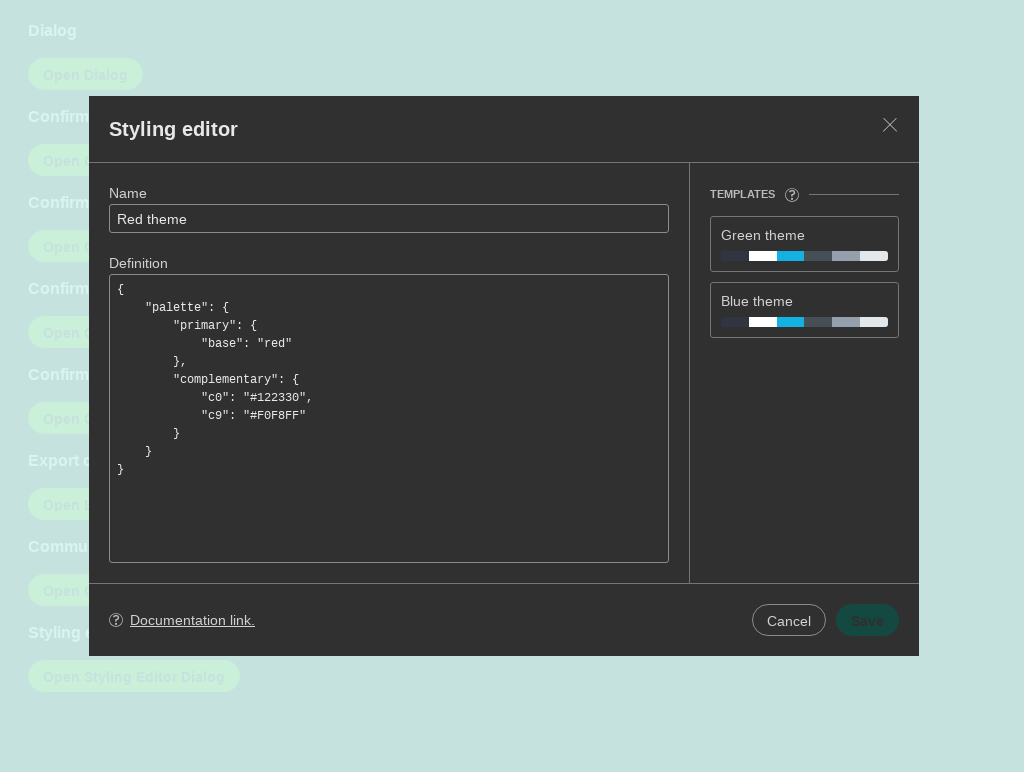 Dialog
Open Dialog
Confirm
Open
Confirm
Open
Confirm
Open
Confirm
Open
Export
Open
Commu
Open
Styling
Open Styling Editor Dialog
Styling editor
Name
Red theme
Definition
{
    "palette": {
        "primary": {
            "base": "red"
        },
        "complementary": {
            "c0": "#122330",
            "c9": "#F0F8FF"
        }
    }
}
TEMPLATES
Green theme
Blue theme
Documentation link.
Cancel
Save